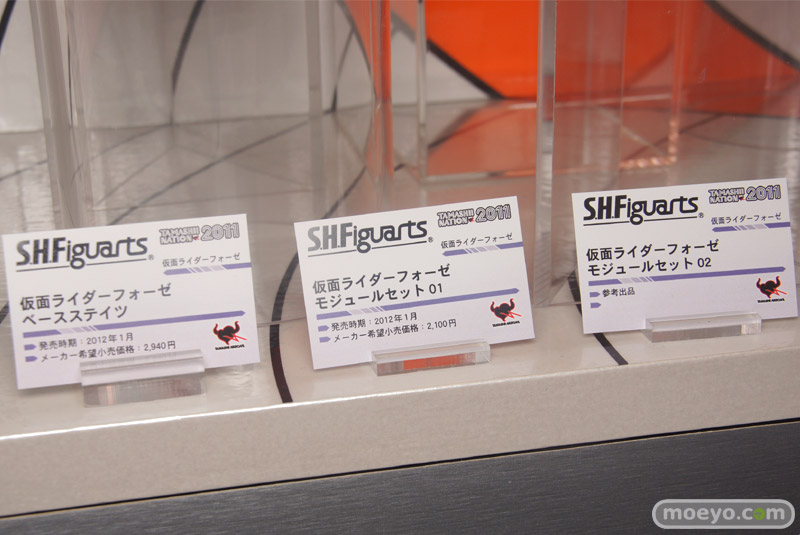 S.H.Figuarts®
TAMASHII NATION 2011
仮面ライダーフォーゼ
仮面ライダーフォーゼ
ベースステイツ
発売時期：2012年1月
メーカー希望小売価格：2,940円
TAMASHII NATIONS
S.H.Figuarts®
TAMASHII NATION 2011
仮面ライダーフォーゼ
仮面ライダーフォーゼ
モジュールセット 01
発売時期：2012年1月
メーカー希望小売価格：2,100円
TAMASHII NATIONS
S.H.Figuarts®
TAMASHII NATION 2011
仮面ライダーフォーゼ
仮面ライダーフォーゼ
モジュールセット 02
参考出品
TAMASHII NATIONS
moeyo.com